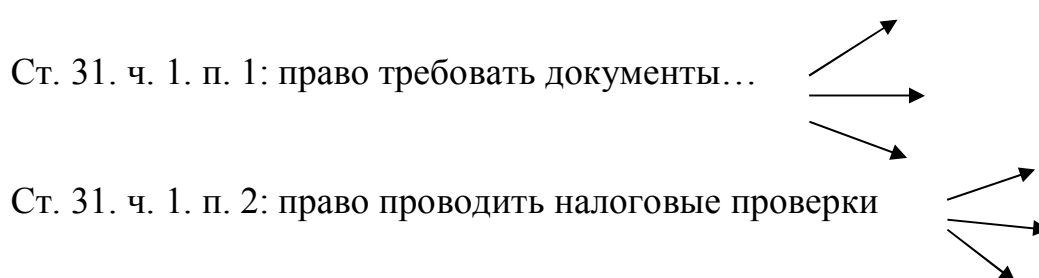 Ст. 31. ч. 1. п. 1: право требовать документы…
Ст. 31. ч. 1. п. 2: право проводить налоговые проверки